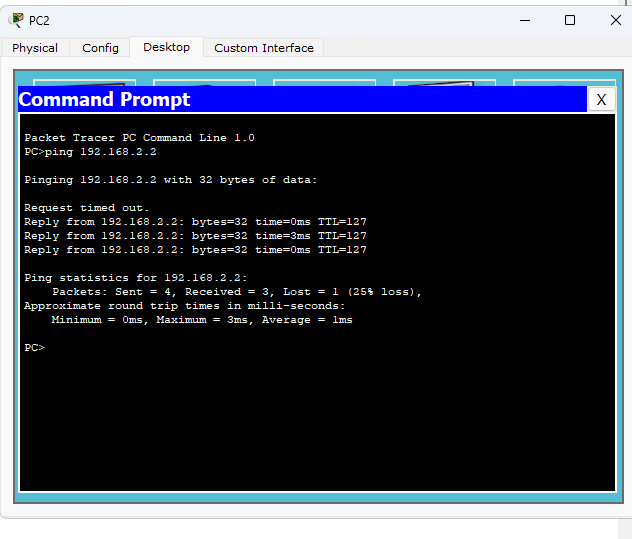 PC2
Physical Config Desktop Custom Interface
Command Prompt X
Packet Tracer PC Command Line 1.0
PC>ping 192.168.2.2
Pinging 192.168.2.2 with 32 bytes of data:
Request timed out.
Reply from 192.168.2.2: bytes=32 time=0ms TTL=127
Reply from 192.168.2.2: bytes=32 time=3ms TTL=127
Reply from 192.168.2.2: bytes=32 time=0ms TTL=127
Ping statistics for 192.168.2.2:
    Packets: Sent = 4, Received = 3, Lost = 1 (25% loss),
Approximate round trip times in milli-seconds:
    Minimum = 0ms, Maximum = 3ms, Average = 1ms
PC>